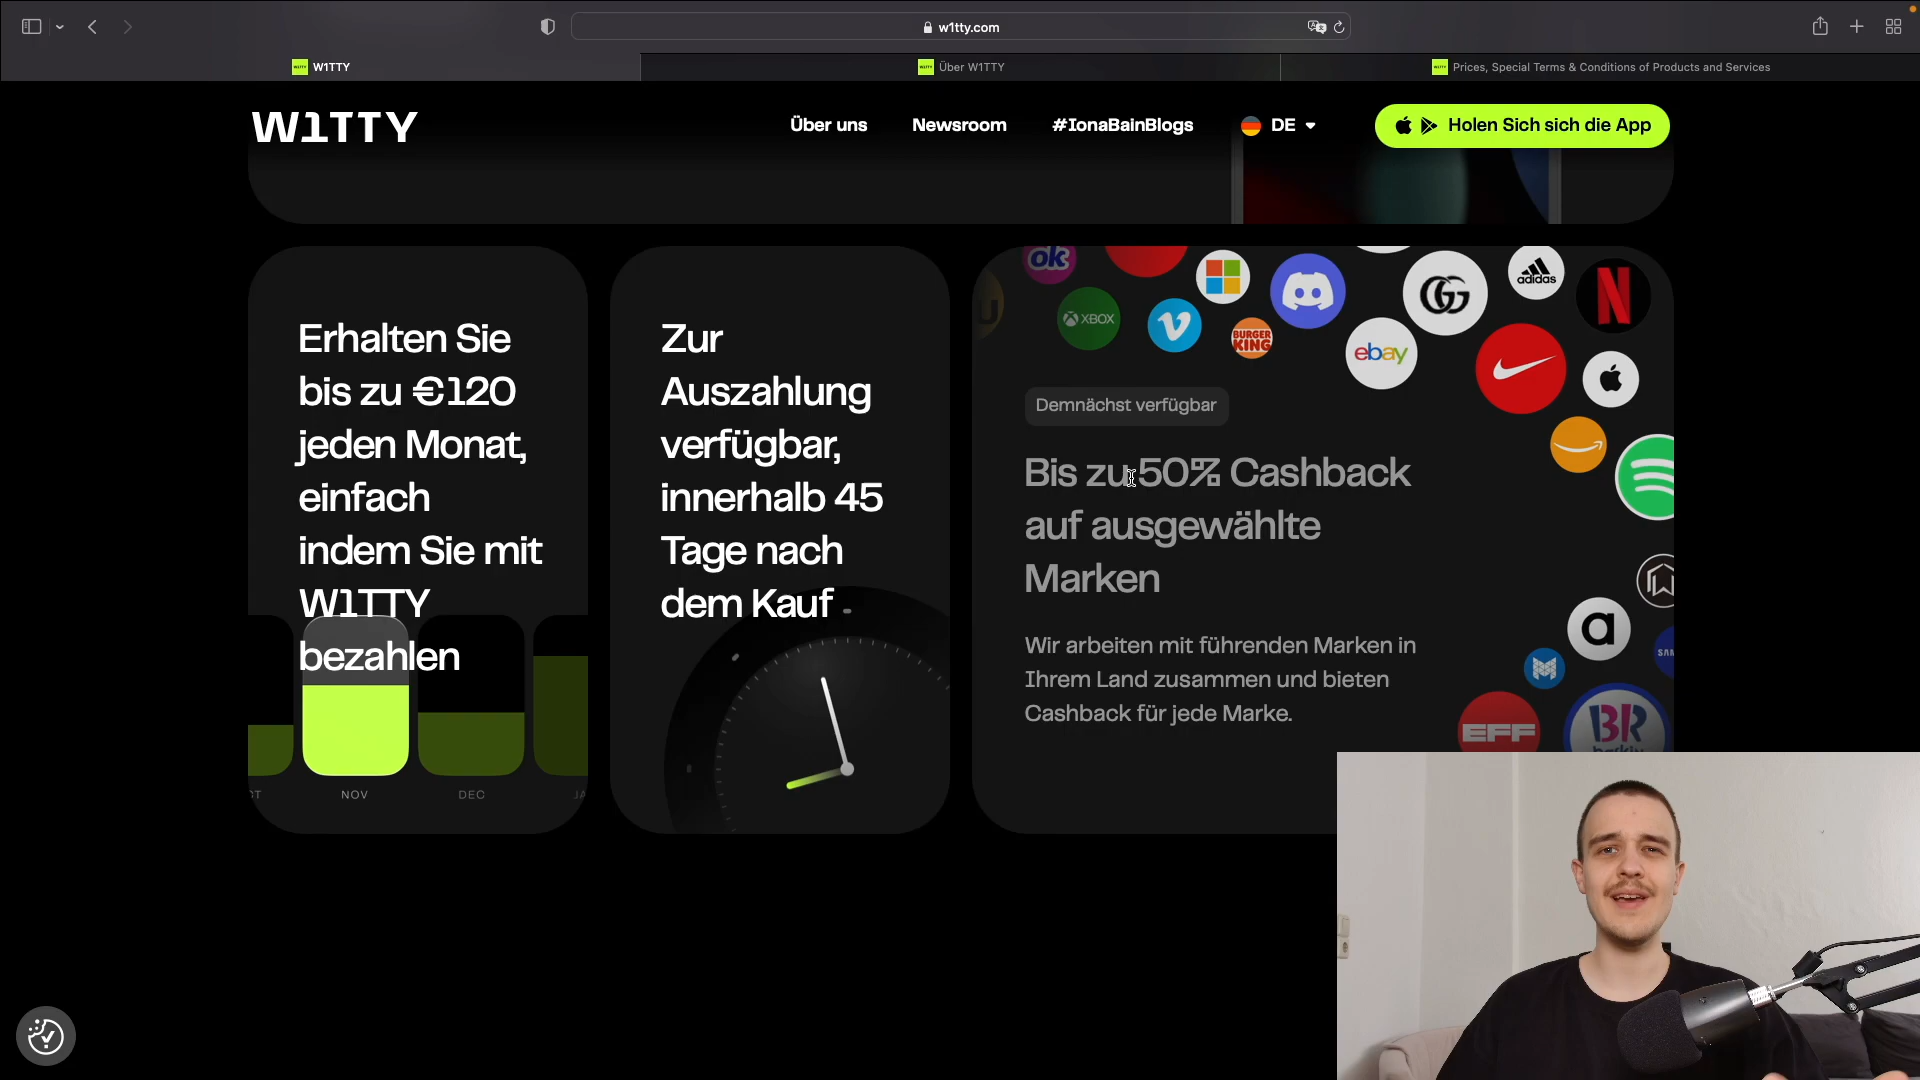 w1tty.com
W1TTY
Über W1TTY
Prices, Special Terms & Conditions of Products and Services
W1TTY
Über uns
Newsroom
#IonaBainBlogs
DE
Holen Sich sich die App
Erhalten Sie
bis zu €120
jeden Monat,
einfach
indem Sie mit
W1TTY
bezahlen
NOV
DEC
Zur
Auszahlung
verfügbar,
innerhalb 45
Tage nach
dem Kauf
ok
XBOX
BURGER
KING
ebay
adidas
Demnächst verfügbar
Bis zu 50% Cashback
auf ausgewählte
Marken
Wir arbeiten mit führenden Marken in
Ihrem Land zusammen und bieten
Cashback für jede Marke.
a
EFF
BR